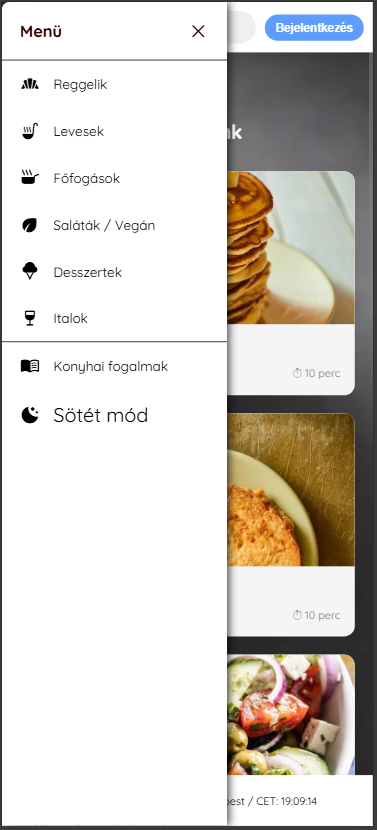 Menü
Bejelentkezés
Reggelik
Levesek
Főfogások
Saláták / Vegán
Desszertek
Italok
10 perc
Konyhai fogalmak
Sötét mód
10 perc
/ CET: 19:09:14